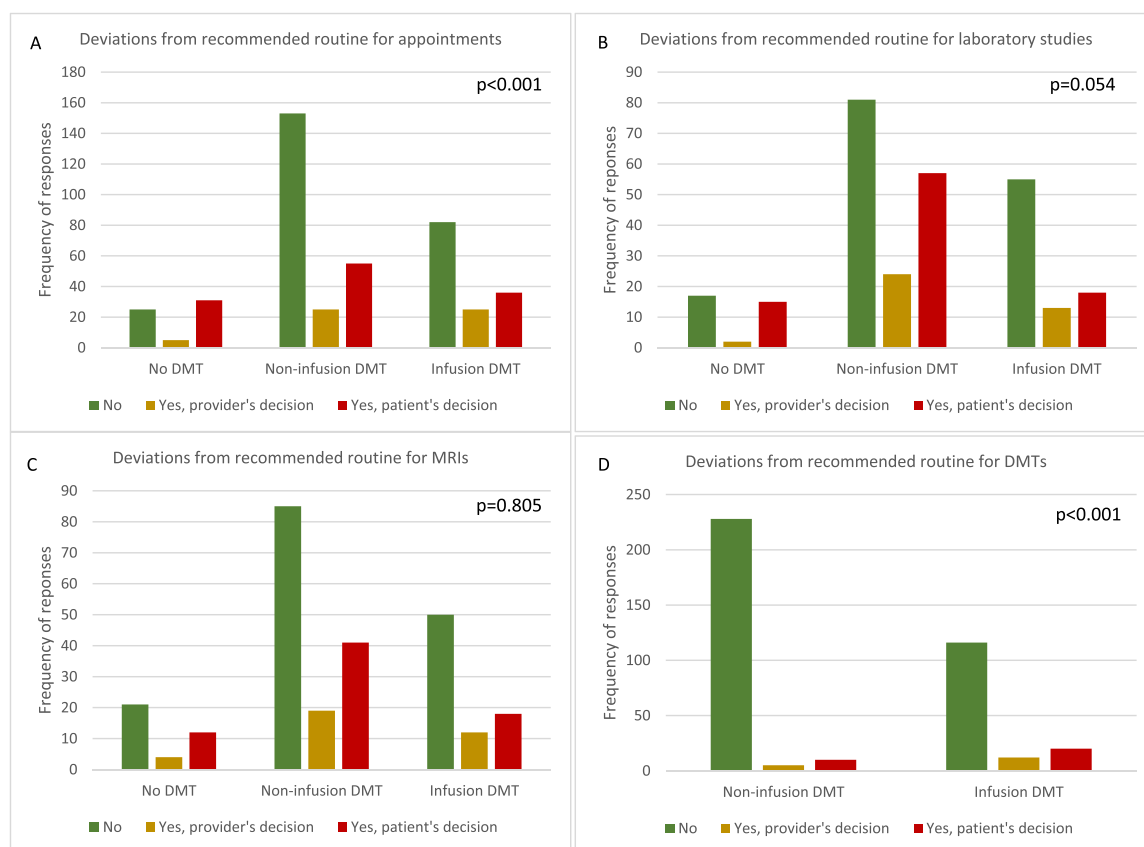 A
Deviations from recommended routine for appointments
p<0.001
Frequency of responses
180
160
140
120
100
80
60
40
20
0
No DMT Non-infusion DMT Infusion DMT
No Yes, provider's decision Yes, patient's decision
B
Deviations from recommended routine for laboratory studies
p=0.054
Frequency of reponses
90
80
70
60
50
40
30
20
10
0
No DMT Non-infusion DMT Infusion DMT
No Yes, provider's decision Yes, patient's decision
C
Deviations from recommended routine for MRIs
p=0.805
Frequency of reponses
90
80
70
60
50
40
30
20
10
0
No DMT Non-infusion DMT Infusion DMT
No Yes, provider's decision Yes, patient's decision
D
Deviations from recommended routine for DMTs
p<0.001
Frequency of responses
250
200
150
100
50
0
Non-infusion DMT Infusion DMT
No Yes, provider's decision Yes, patient's decision